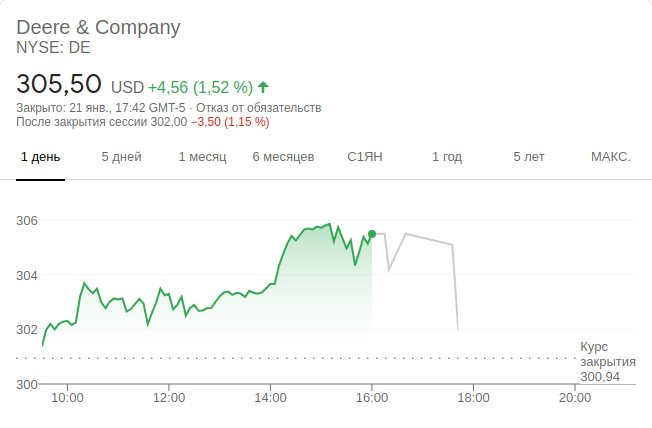 Deere & Company
NYSE: DE
305,50 USD +4,56 (1,52 %)
Закрыто: 21 янв., 17:42 GMT-5 · Отказ от обязательств
После закрытия сессии 302,00 −3,50 (1,15 %)
1 день 5 дней 1 месяц 6 месяцев С1ЯН 1 год 5 лет МАКС.
306
304
302
Курс
закрытия
300,94
300
10:00 12:00 14:00 16:00 18:00 20:00